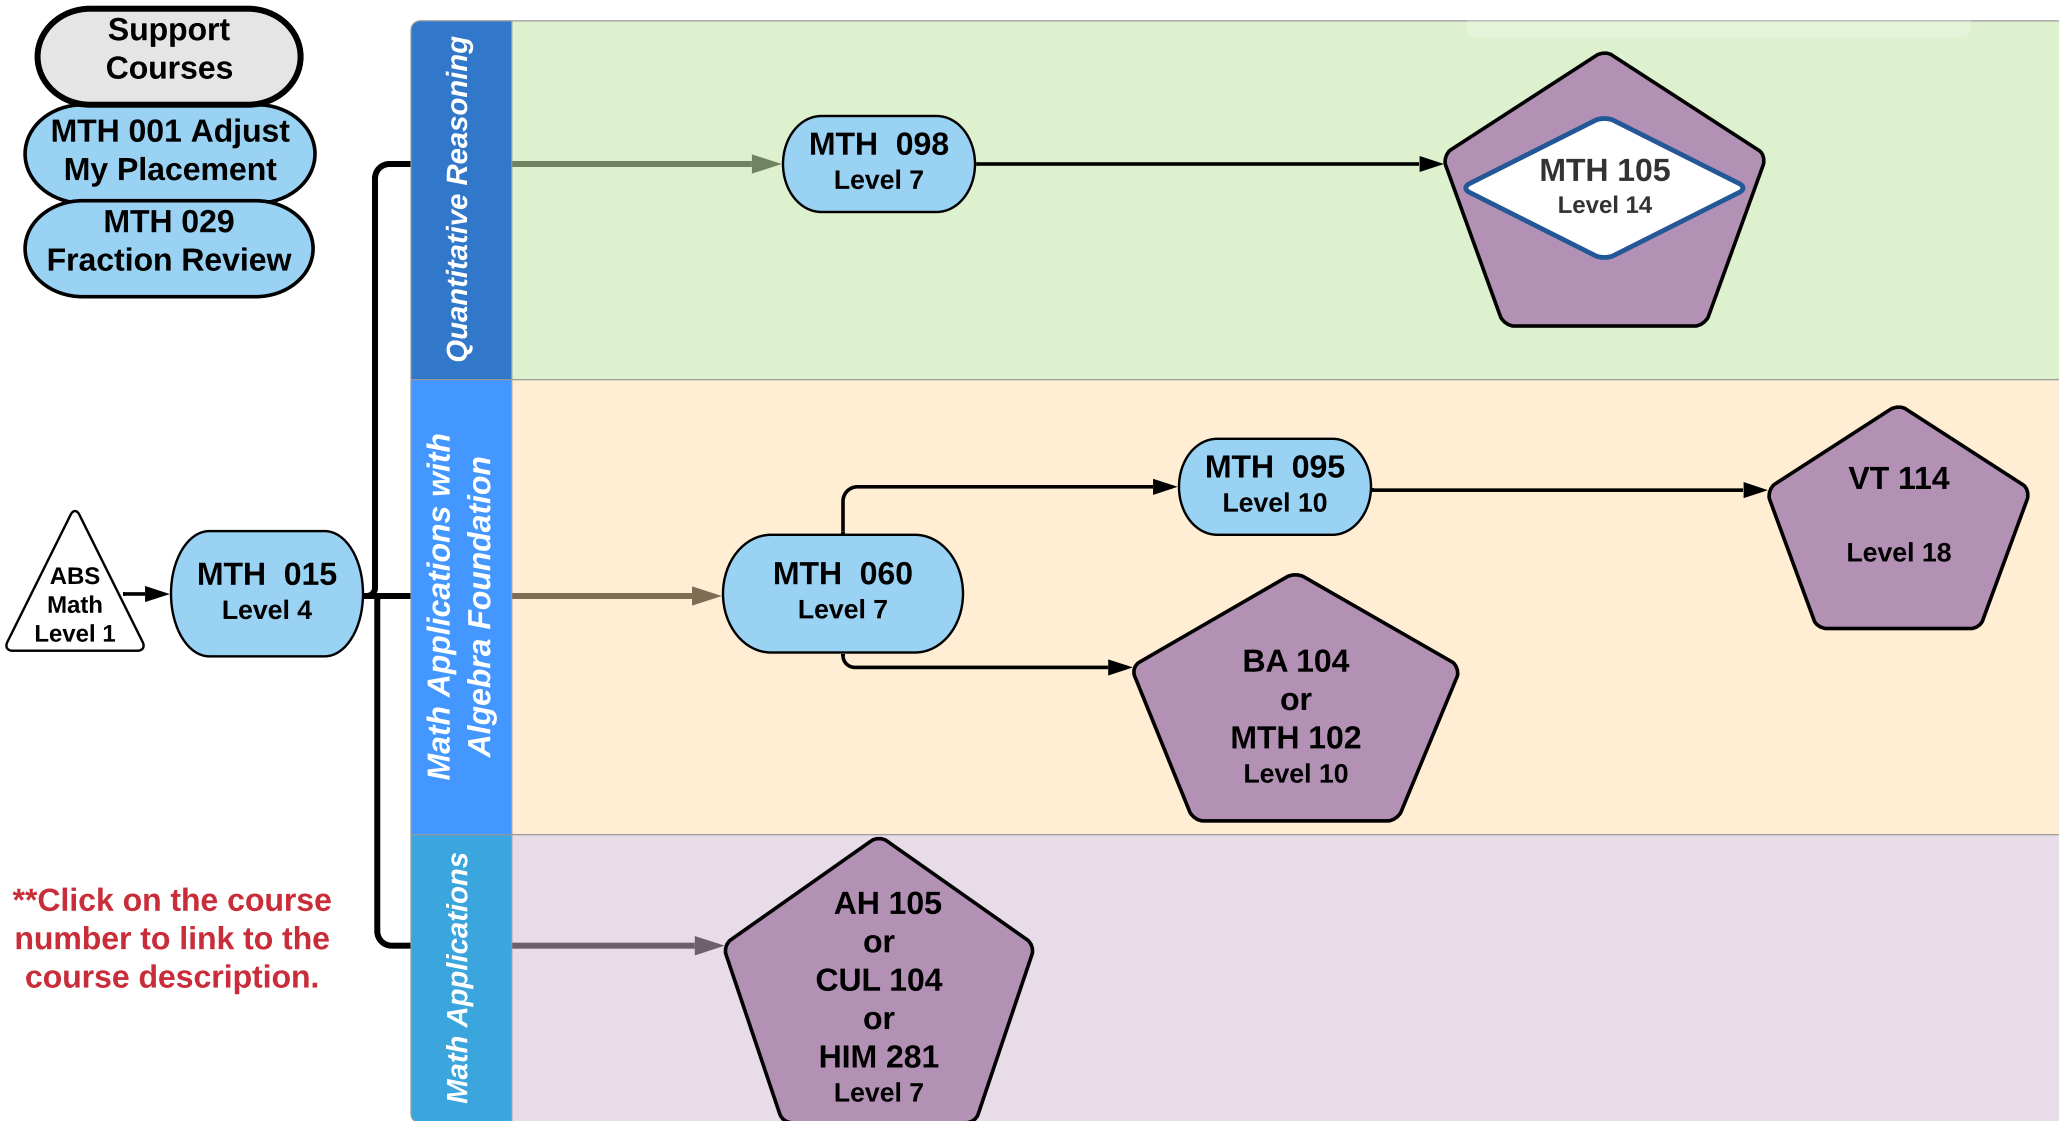 Support
Courses
MTH 001 Adjust
My Placement
MTH 029
Fraction Review
ABS
Math
Level 1
MTH 015
Level 4
**Click on the course
number to link to the
course description.
Quantitative Reasoning
MTH 098
Level 7
MTH 105
Level 14
Math Applications with
Algebra Foundation
MTH 060
Level 7
MTH 095
Level 10
VT 114
Level 18
BA 104
or
MTH 102
Level 10
Math Applications
AH 105
or
CUL 104
or
HIM 281
Level 7